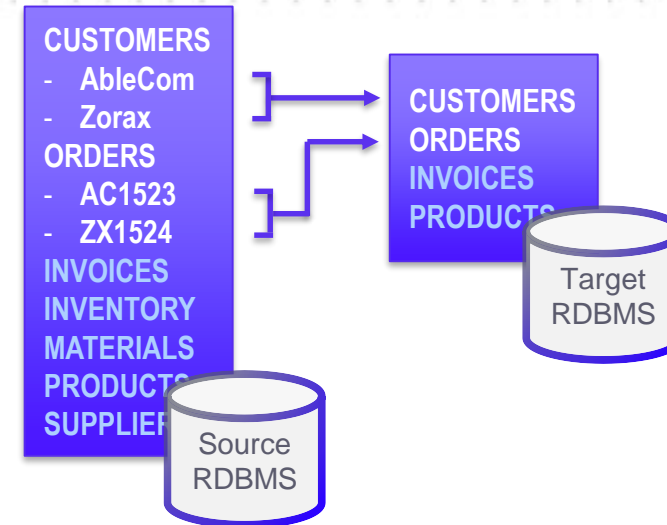 CUSTOMERS
- AbleCom
- Zorax
ORDERS
- AC1523
- ZX1524
INVOICES
INVENTORY
MATERIALS
PRODUCTS
SUPPLIER
Source
RDBMS
CUSTOMERS
ORDERS
INVOICES
PRODUCTS
Target
RDBMS